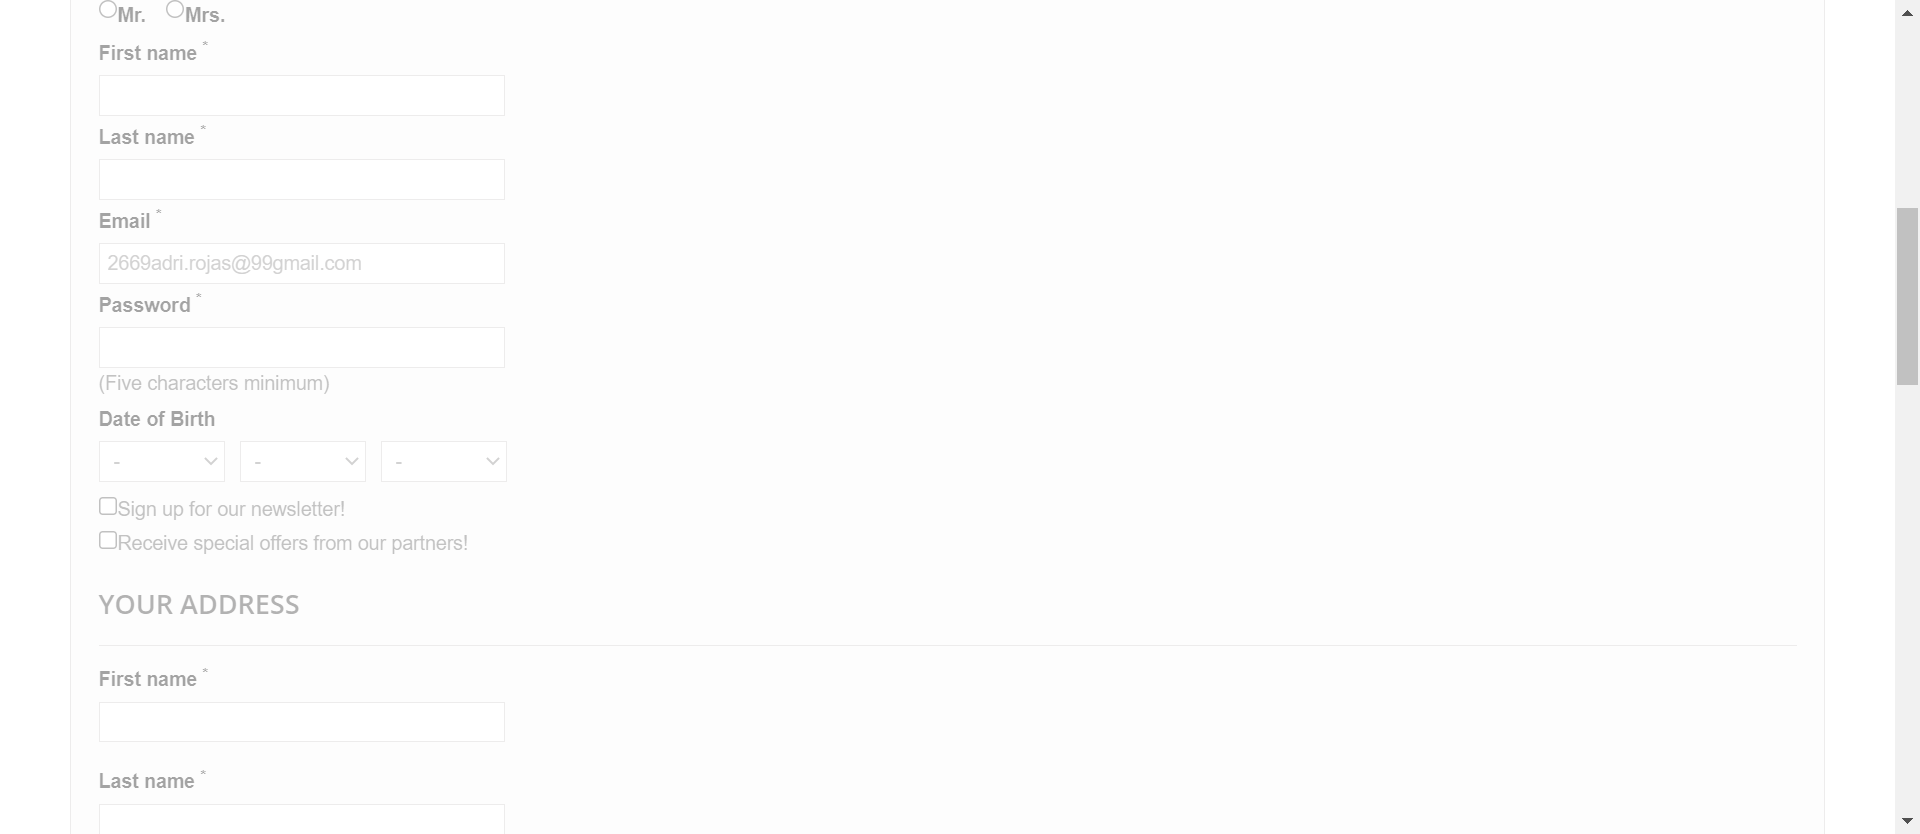 Mr. Mrs.
First name *
Last name *
Email *
2669adri.rojas@99gmail.com
Password *
(Five characters minimum)
Date of Birth
- - -
Sign up for our newsletter!
Receive special offers from our partners!
YOUR ADDRESS
First name *
Last name *